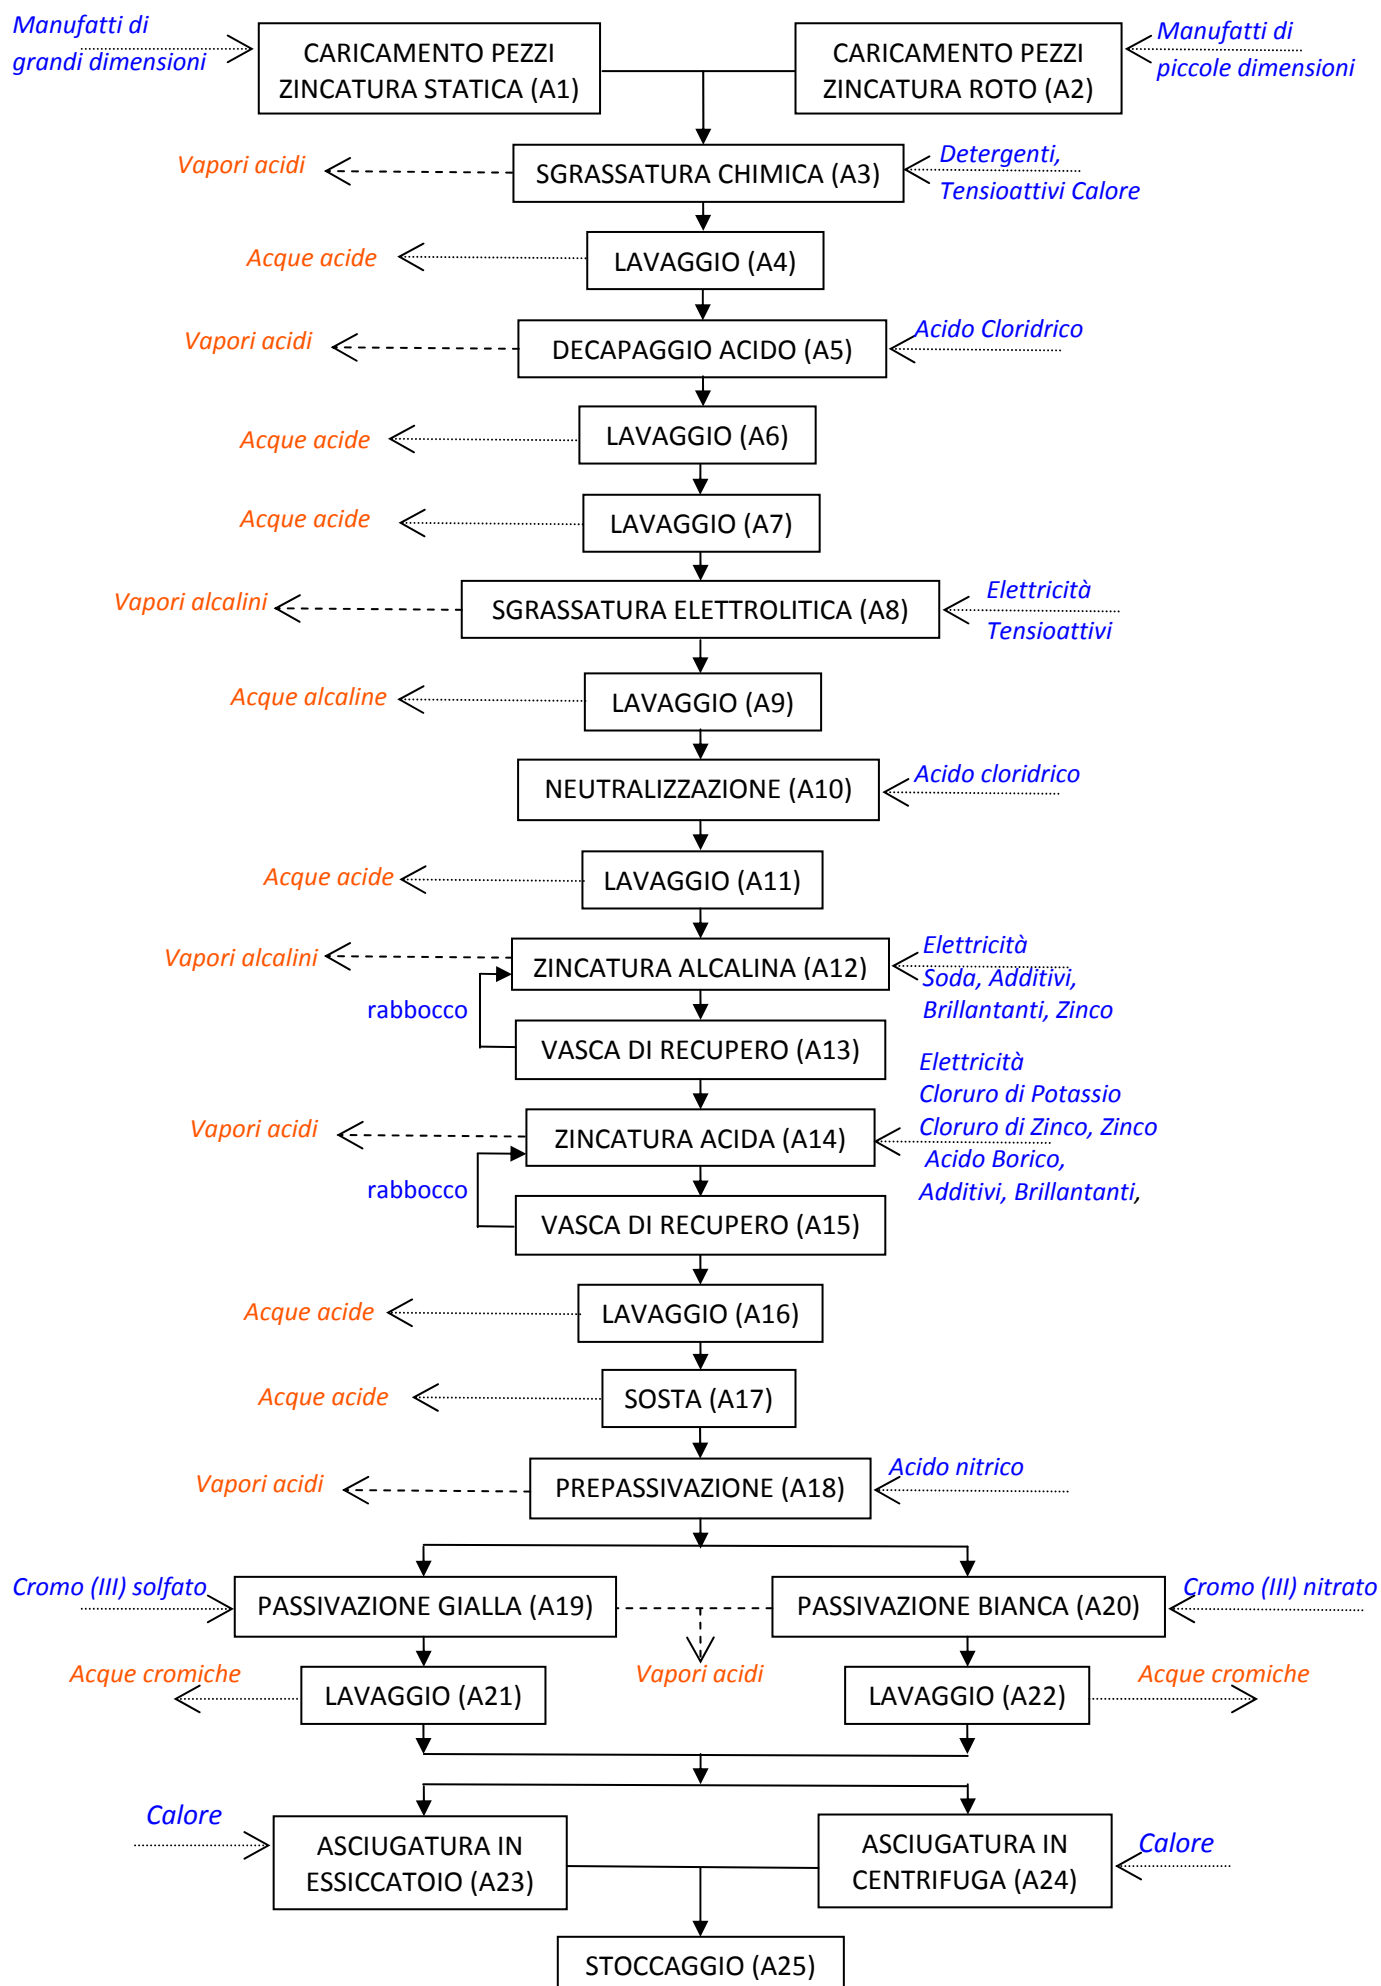 Manufatti di
grandi dimensioni
CARICAMENTO PEZZI
ZINCATURA STATICA (A1)
CARICAMENTO PEZZI
ZINCATURA ROTO (A2)
Manufatti di
piccole dimensioni
Vapori acidi
SGRASSATURA CHIMICA (A3)
Detergenti,
Tensioattivi Calore
Acque acide
LAVAGGIO (A4)
Vapori acidi
DECAPAGGIO ACIDO (A5)
Acido Cloridrico
Acque acide
LAVAGGIO (A6)
Acque acide
LAVAGGIO (A7)
Vapori alcalini
SGRASSATURA ELETTROLITICA (A8)
Elettricità
Tensioattivi
Acque alcaline
LAVAGGIO (A9)
NEUTRALIZZAZIONE (A10)
Acido cloridrico
Acque acide
LAVAGGIO (A11)
Vapori alcalini
ZINCATURA ALCALINA (A12)
Elettricità
Soda, Additivi,
Brillantanti, Zinco
rabbocco
VASCA DI RECUPERO (A13)
Elettricità
Cloruro di Potassio
Cloruro di Zinco, Zinco
Acido Borico,
Additivi, Brillantanti,
Vapori acidi
ZINCATURA ACIDA (A14)
rabbocco
VASCA DI RECUPERO (A15)
Acque acide
LAVAGGIO (A16)
Acque acide
SOSTA (A17)
Vapori acidi
PREPASSIVAZIONE (A18)
Acido nitrico
Cromo (III) solfato
PASSIVAZIONE GIALLA (A19)
PASSIVAZIONE BIANCA (A20)
Cromo (III) nitrato
Acque cromiche
LAVAGGIO (A21)
Vapori acidi
LAVAGGIO (A22)
Acque cromiche
Calore
ASCIUGATURA IN
ESSICCATOIO (A23)
ASCIUGATURA IN
CENTRIFUGA (A24)
Calore
STOCCAGGIO (A25)